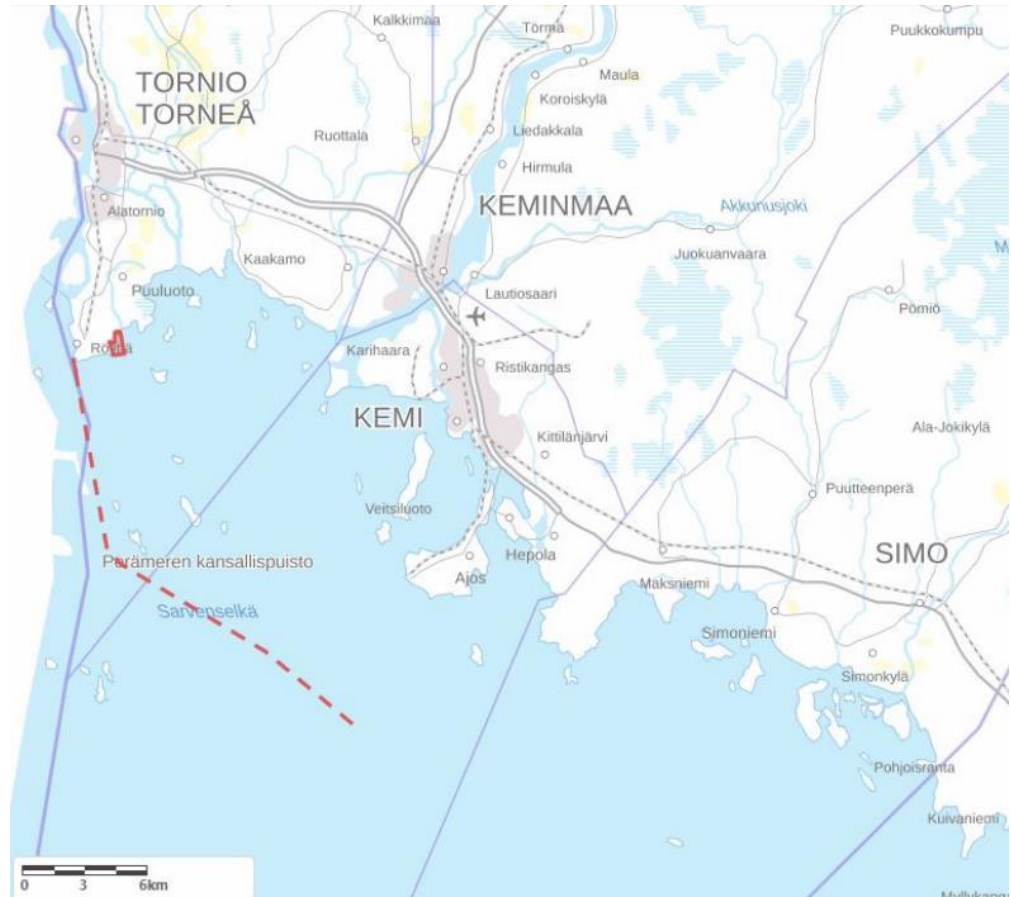 Kalkkimaa
Törmä
Puukkokumpu
TORNIO
TORNEÅ
Maula
Koroiskylä
Ruottala
Liedakkala
Hirmula
KEMINMAA
Akkunusjoki
Alatornio
Kaakamo
Juokuanvaara
M
Puuluoto
Lautiosaari
Pömiö
Röyttä
Karihaara
Ristikangas
KEMI
Kittilänjärvi
Ala-Jokikylä
Puutteenperä
Veitsiluoto
Perämeren kansallispuisto
Ajos
Hepola
SIMO
Sarvenselkä
Maksniemi
Simoniemi
Simonkylä
Pohjoisranta
Kuivaniemi
0 3 6km